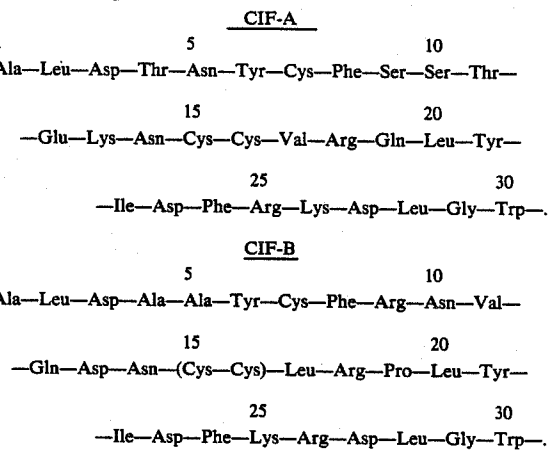 CIF-A
5 10
Ala—Leu—Asp—Thr—Asn—Tyr—Cys—Phe—Ser—Ser—Thr—
15 20
—Glu—Lys—Asn—Cys—Cys—Val—Arg—Gln—Leu—Tyr—
25 30
—Ile—Asp—Phe—Arg—Lys—Asp—Leu—Gly—Trp—.
CIF-B
5 10
Ala—Leu—Asp—Ala—Ala—Tyr—Cys—Phe—Arg—Asn—Val—
15 20
—Gln—Asp—Asn—(Cys—Cys)—Leu—Arg—Pro—Leu—Tyr—
25 30
—Ile—Asp—Phe—Lys—Arg—Asp—Leu—Gly—Trp—.